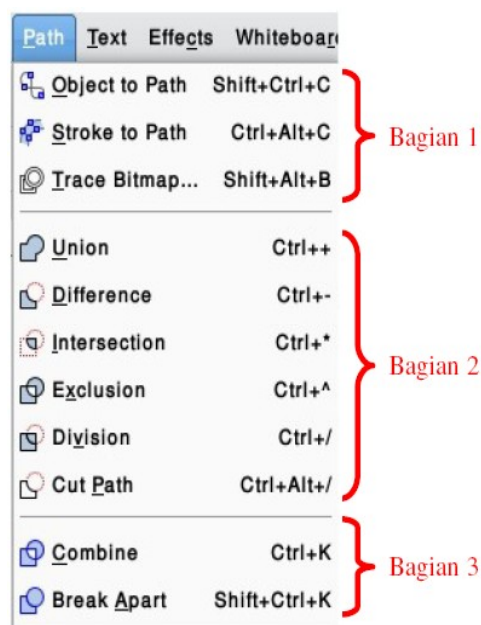 Path Text Effects Whiteboar
Object to Path Shift+Ctrl+C
Stroke to Path Ctrl+Alt+C
Trace Bitmap... Shift+Alt+B
Bagian 1
Union Ctrl++
Difference Ctrl+-
Intersection Ctrl+*
Exclusion Ctrl+^
Division Ctrl+/
Cut Path Ctrl+Alt+/
Bagian 2
Combine Ctrl+K
Break Apart Shift+Ctrl+K
Bagian 3